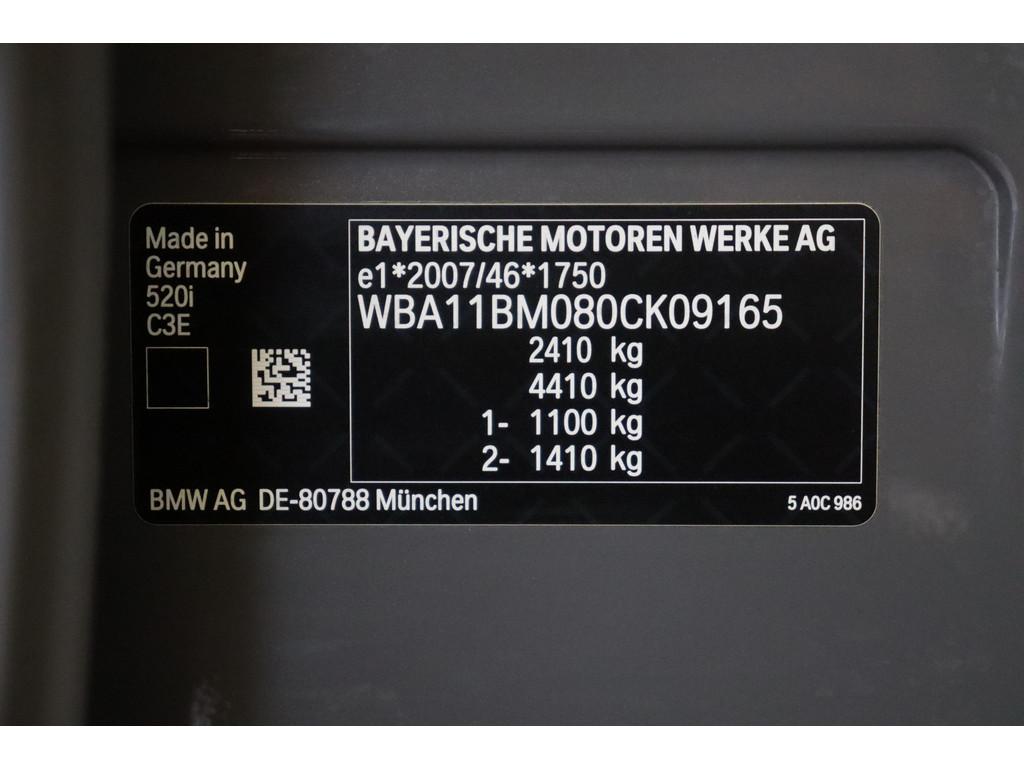 Made in
Germany
520i
C3E
BAYERISCHE MOTOREN WERKE AG
e1*2007/46*1750
WBA11BM080CK09165
2410 kg
4410 kg
1- 1100 kg
2- 1410 kg
BMW AG DE-80788 München
5 A0C 986